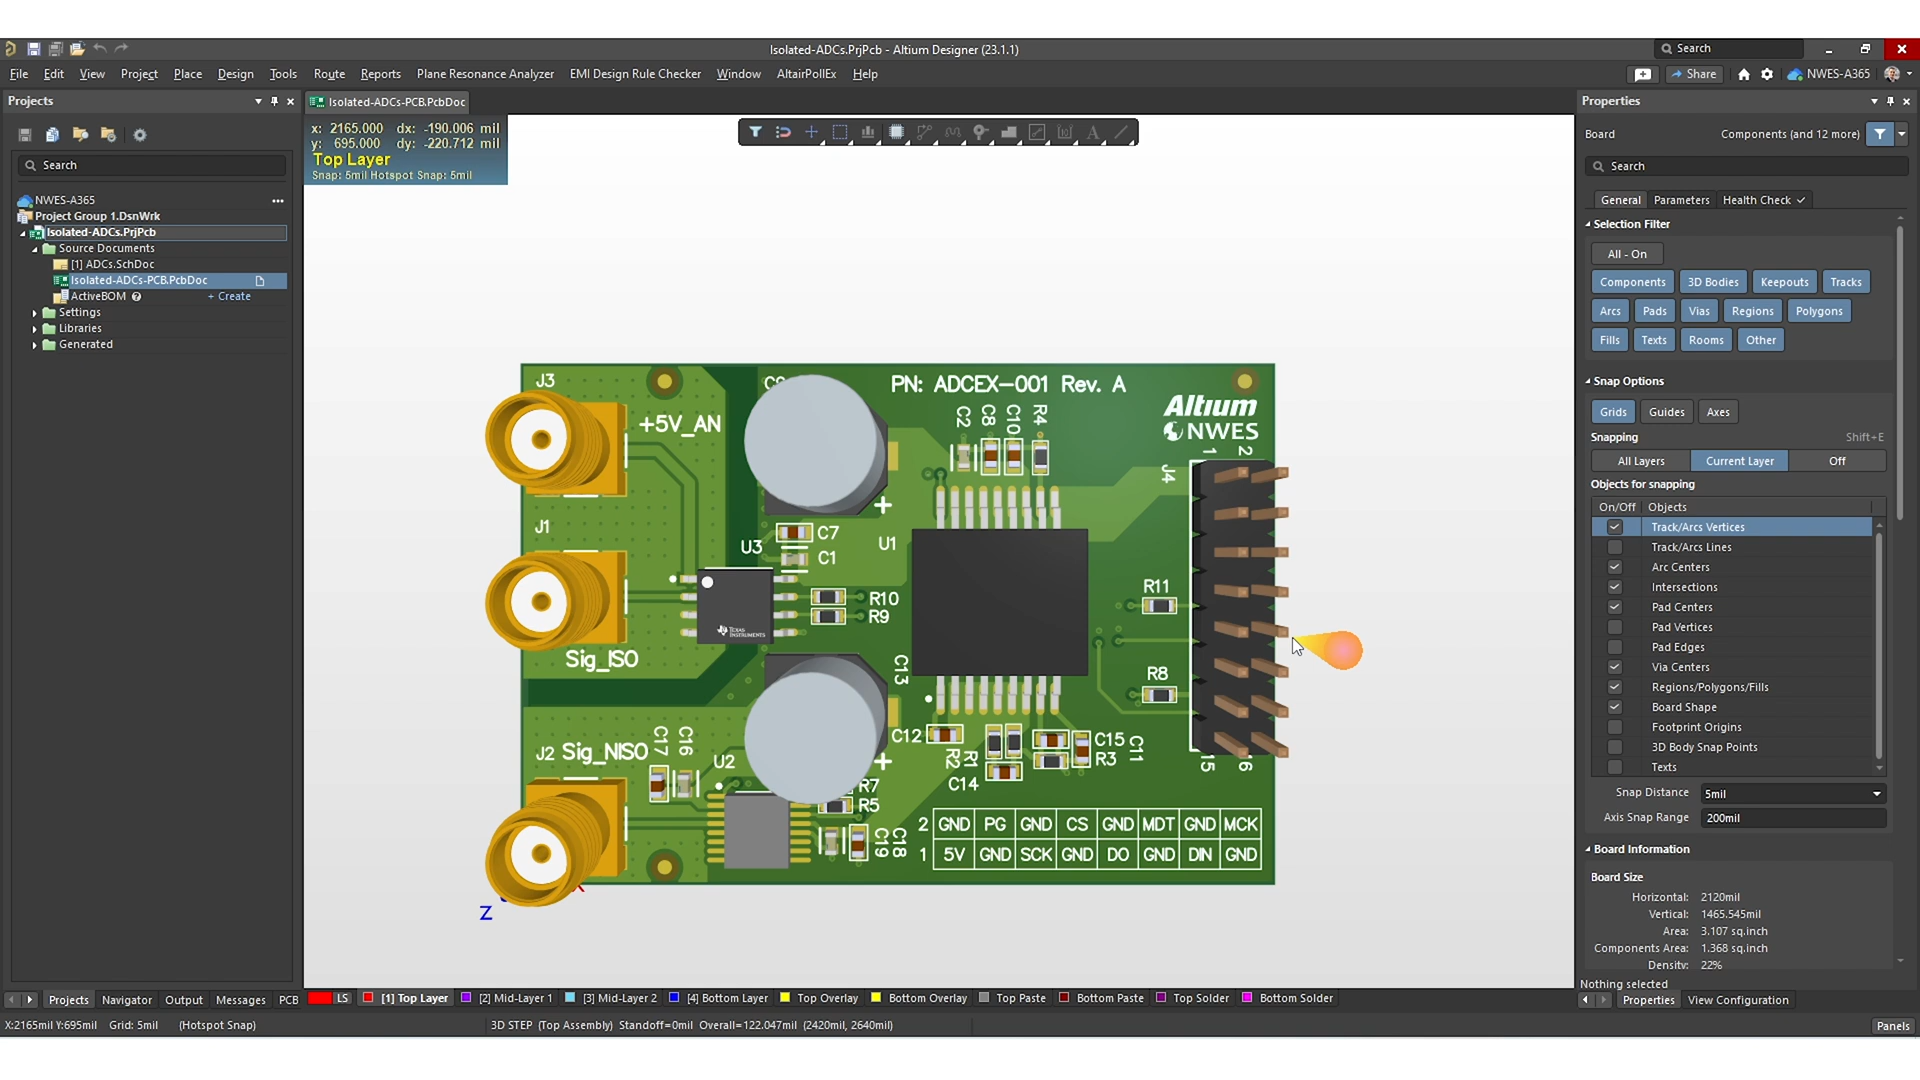 Isolated-ADCs.PrjPcb - Altium Designer (23.1.1)
Search
File Edit View Project Place Design Tools Route Reports Plane Resonance Analyzer EMI Design Rule Checker Window AltairPollEx Help
Share
NWES-A365
Projects
Search
NWES-A365
Project Group 1.DsnWrk
Isolated-ADCs.PrjPcb
Source Documents
[1] ADCs.SchDoc
Isolated-ADCs-PCB.PcbDoc
ActiveBOM + Create
Settings
Libraries
Generated
Isolated-ADCs-PCB.PcbDoc
x: 2165.000 dx: -190.006 mil
y: 695.000 dy: -220.712 mil
Top Layer
Snap: 5mil Hotspot Snap: 5mil
J3
PN: ADCEX-001 Rev. A
+5V_AN
C2
C8
C10
R4
Altium
NWES
1
2
J4
J1
U3
C7
C1
U1
R10
R9
TEXAS INSTRUMENTS
R11
Sig_ISO
C13
R8
J2 Sig_NISO
C17
C16
U2
C12
R2
R1
C14
C15
R3
C11
15
16
R7
R5
C19
C18
2 GND PG GND CS GND MDT GND MCK
1 5V GND SCK GND DO GND DIN GND
Z
Properties
Board Components (and 12 more)
Search
General Parameters Health Check
Selection Filter
All - On
Components 3D Bodies Keepouts Tracks
Arcs Pads Vias Regions Polygons
Fills Texts Rooms Other
Snap Options
Grids Guides Axes
Snapping Shift+E
All Layers Current Layer Off
Objects for snapping
On/Off Objects
Track/Arcs Vertices
Track/Arcs Lines
Arc Centers
Intersections
Pad Centers
Pad Vertices
Pad Edges
Via Centers
Regions/Polygons/Fills
Board Shape
Footprint Origins
3D Body Snap Points
Texts
Snap Distance 5mil
Axis Snap Range 200mil
Board Information
Board Size
Horizontal: 2120mil
Vertical: 1465.545mil
Area: 3.107 sq.inch
Components Area: 1.368 sq.inch
Density: 22%
Nothing selected
Properties View Configuration
Projects Navigator Output Messages PCB
LS [1] Top Layer [2] Mid-Layer 1 [3] Mid-Layer 2 [4] Bottom Layer Top Overlay Bottom Overlay Top Paste Bottom Paste Top Solder Bottom Solder
X:2165mil Y:695mil Grid: 5mil (Hotspot Snap)
3D STEP (Top Assembly) Standoff=0mil Overall=122.047mil (2420mil, 2640mil)
Panels